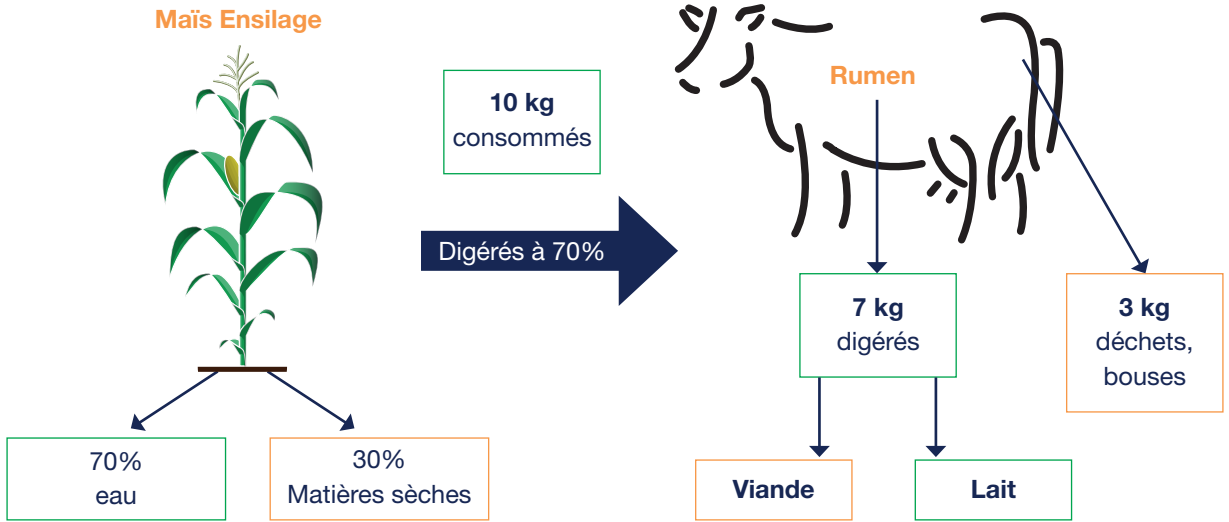 Maïs Ensilage
10 kg
consommés
Digérés à 70%
Rumen
7 kg
digérés
3 kg
déchets,
bouses
70%
eau
30%
Matières sèches
Viande
Lait